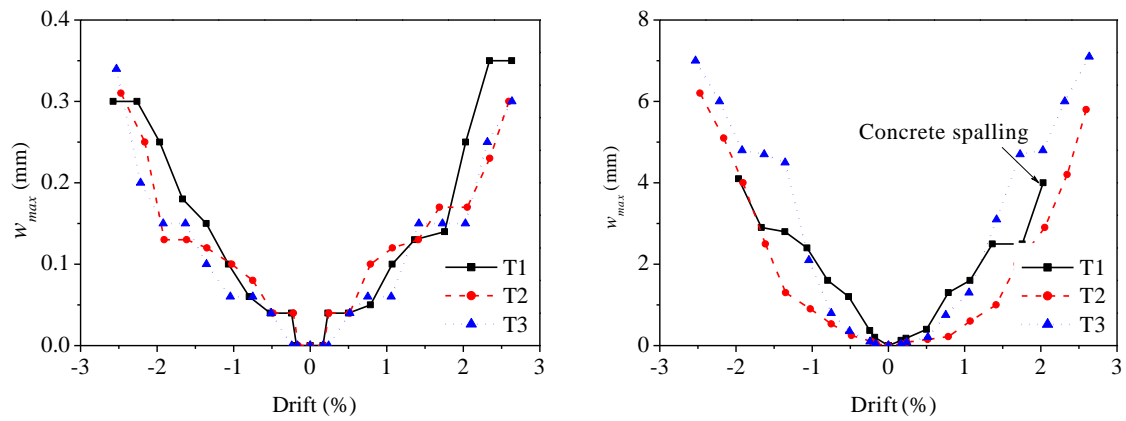 0.4
0.3
0.2
0.1
0.0
w_max (mm)
-3 -2 -1 0 1 2 3
Drift (%)
T1
T2
T3
8
6
4
2
0
w_max (mm)
-3 -2 -1 0 1 2 3
Drift (%)
Concrete spalling
T1
T2
T3